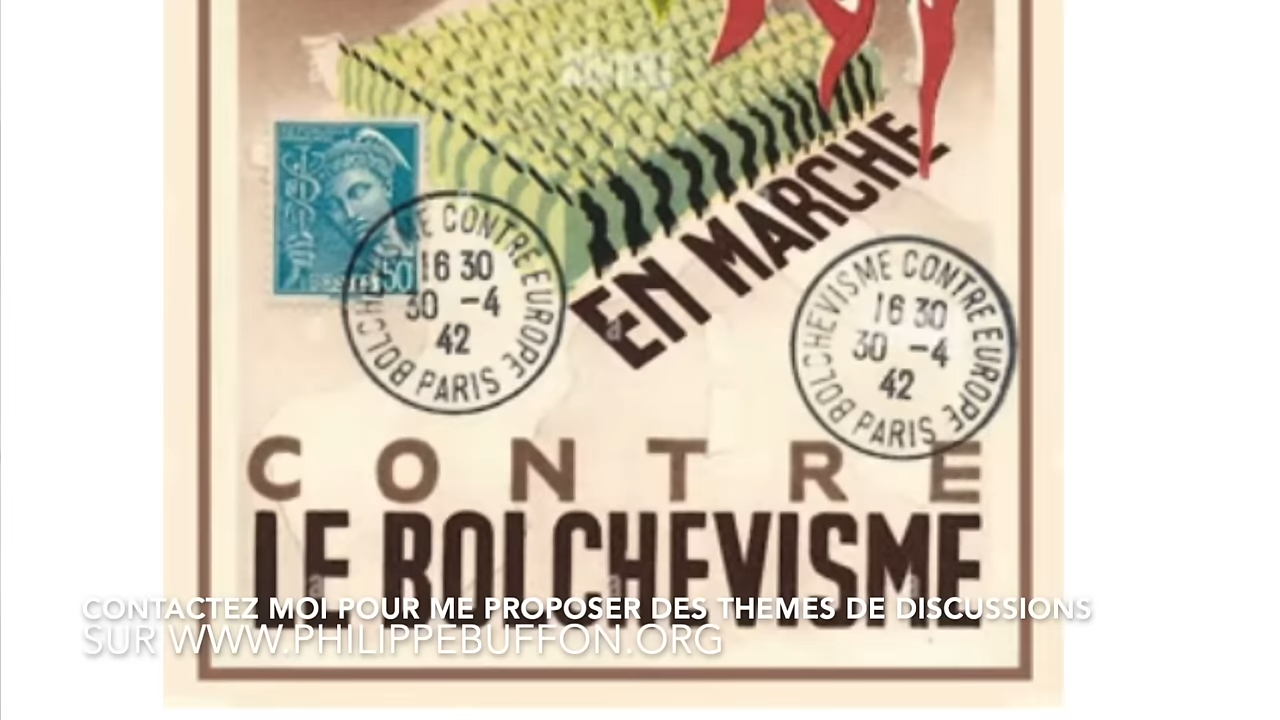 EN MARCHE
50
BOLCHEVISME CONTRE EUROPE
16 30
30 -4
42
PARIS
BOLCHEVISME CONTRE EUROPE
16 30
30 -4
42
PARIS
CONTRE
LE BOLCHEVISME
CONTACTEZ MOI POUR ME PROPOSER DES THEMES DE DISCUSSIONS
SUR WWW.PHILIPPEBUFFON.ORG